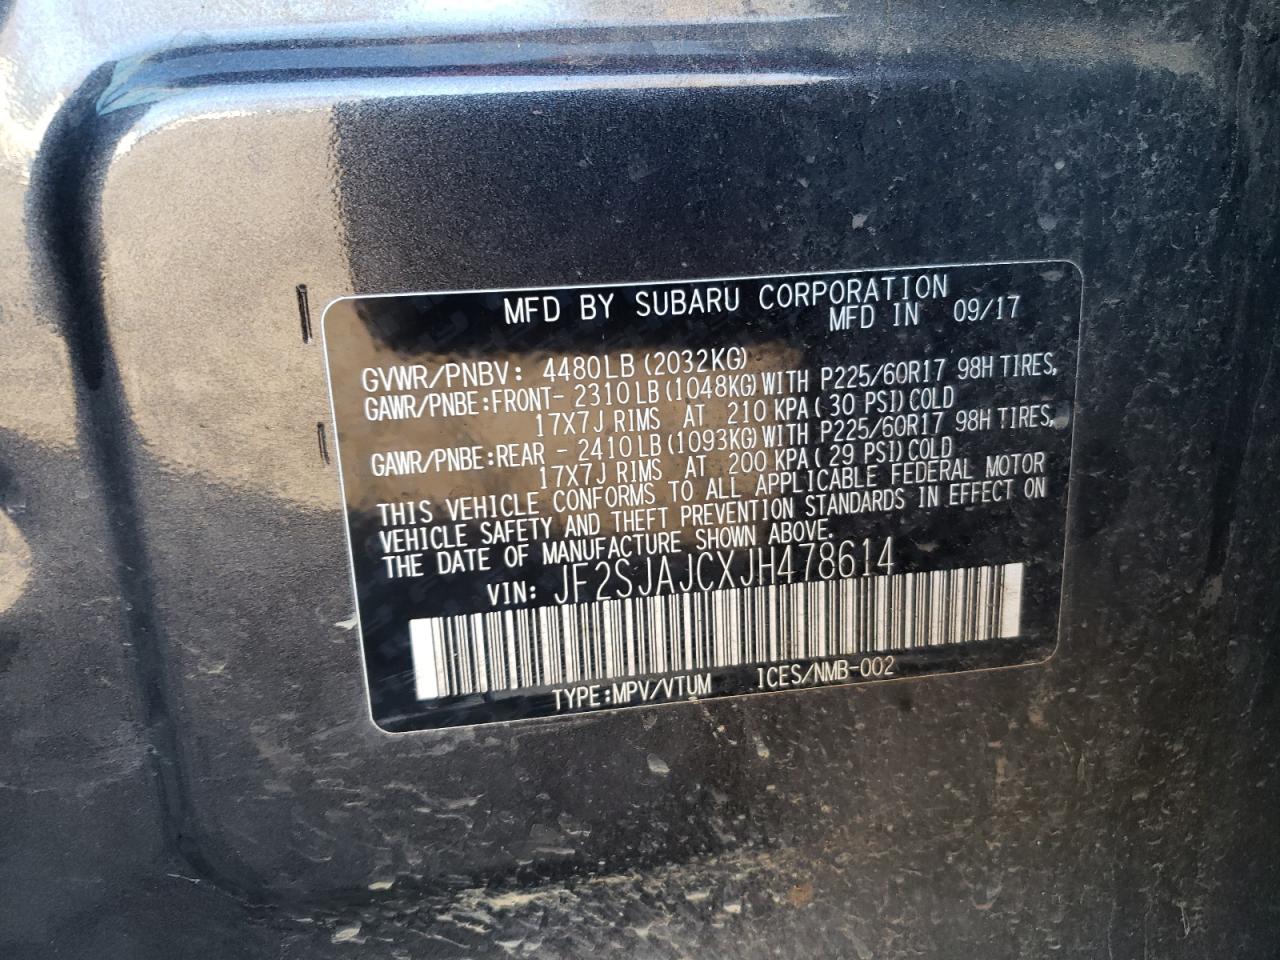 MFD BY SUBARU CORPORATION
MFD IN 09/17
GVWR/PNBV: 4480LB(2032KG)
GAWR/PNBE:FRONT- 2310LB(1048KG)WITH P225/60R17 98H TIRES,
17X7J RIMS AT 210 KPA(30 PSI)COLD
GAWR/PNBE:REAR - 2410LB(1093KG)WITH P225/60R17 98H TIRES,
17X7J RIMS AT 200 KPA(29 PSI)COLD
THIS VEHICLE CONFORMS TO ALL APPLICABLE FEDERAL MOTOR
VEHICLE SAFETY AND THEFT PREVENTION STANDARDS IN EFFECT ON
THE DATE OF MANUFACTURE SHOWN ABOVE.
VIN: JF2SJAJCXJH478614
TYPE:MPV/VTUM ICES/NMB-002